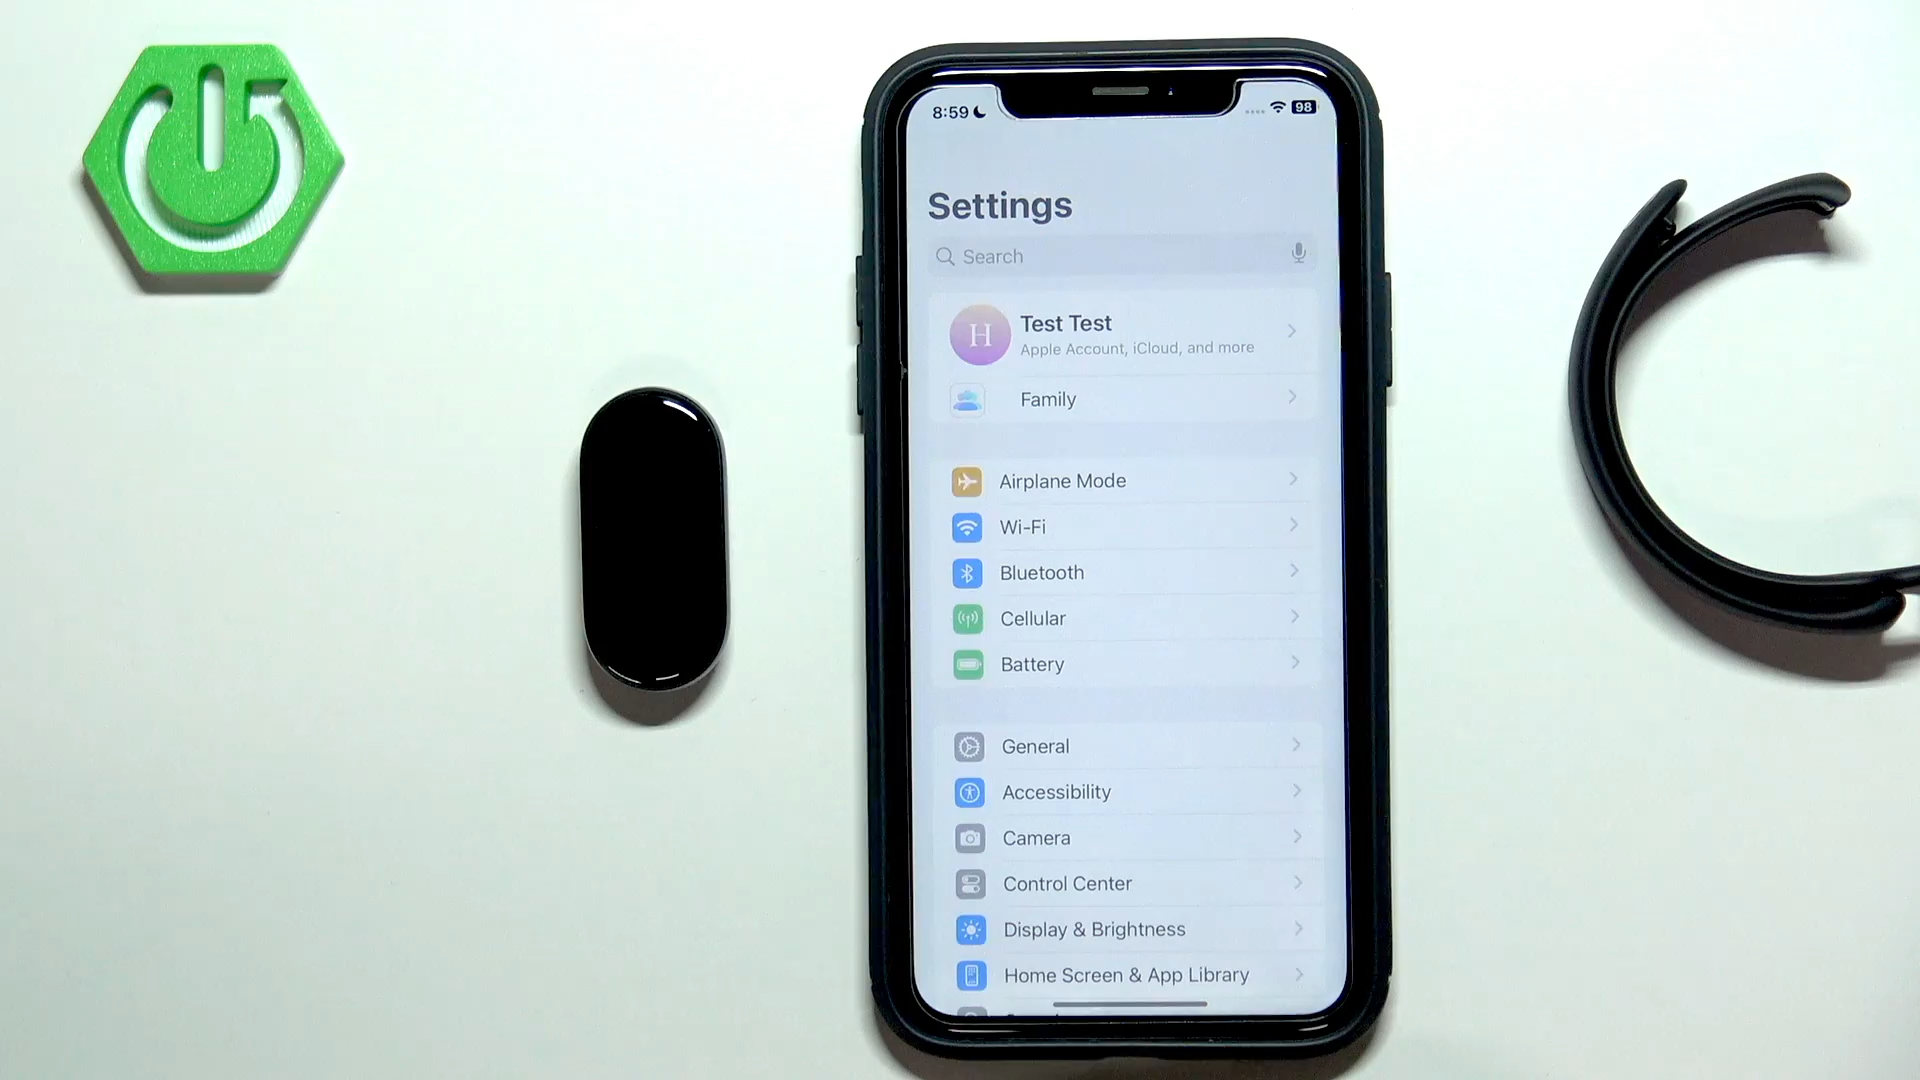 8:59
98
Settings
Search
H
Test Test
Apple Account, iCloud, and more
Family
Airplane Mode
Wi-Fi
Bluetooth
Cellular
Battery
General
Accessibility
Camera
Control Center
Display & Brightness
Home Screen & App Library